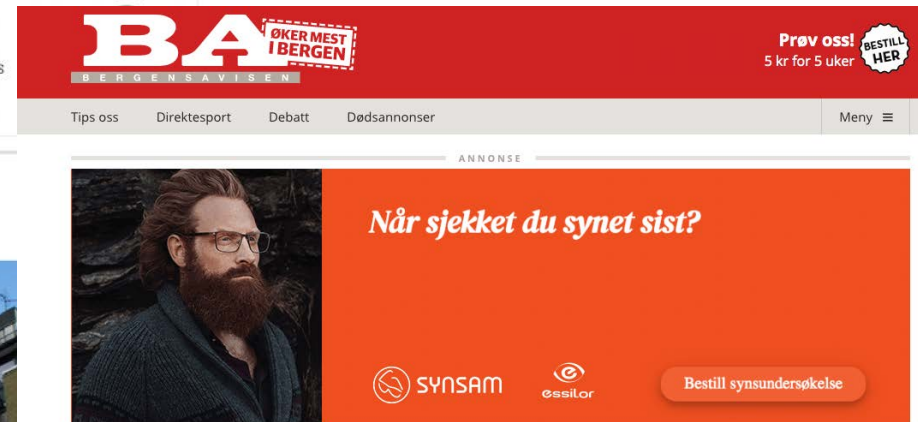 s
BA
ØKER MEST
I BERGEN
BERGENSAVISEN
Prøv oss!
5 kr for 5 uker
BESTILL
HER
Tips oss Direktesport Debatt Dødsannonser Meny
ANNONSE
Når sjekket du synet sist?
SYNSAM
essilor
Bestill synsundersøkelse